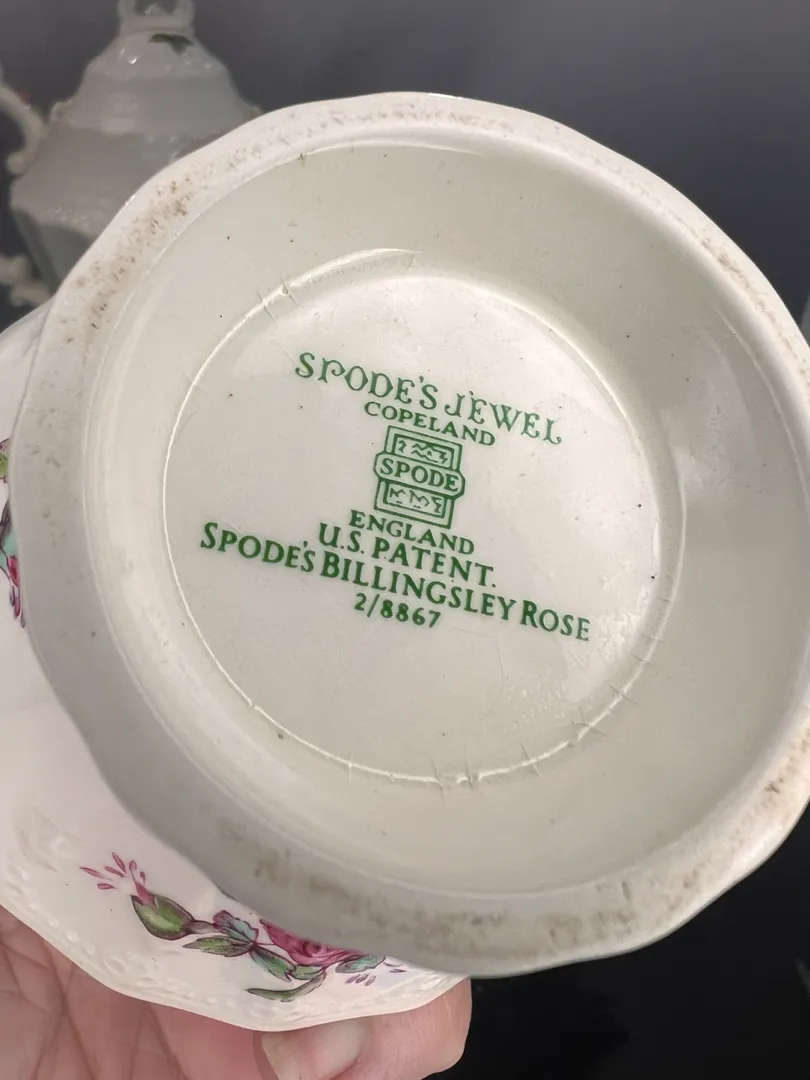 SPODE'S JEWEL
COPELAND
SPODE
ENGLAND
U.S. PATENT.
SPODE'S BILLINGSLEY ROSE
2/8867